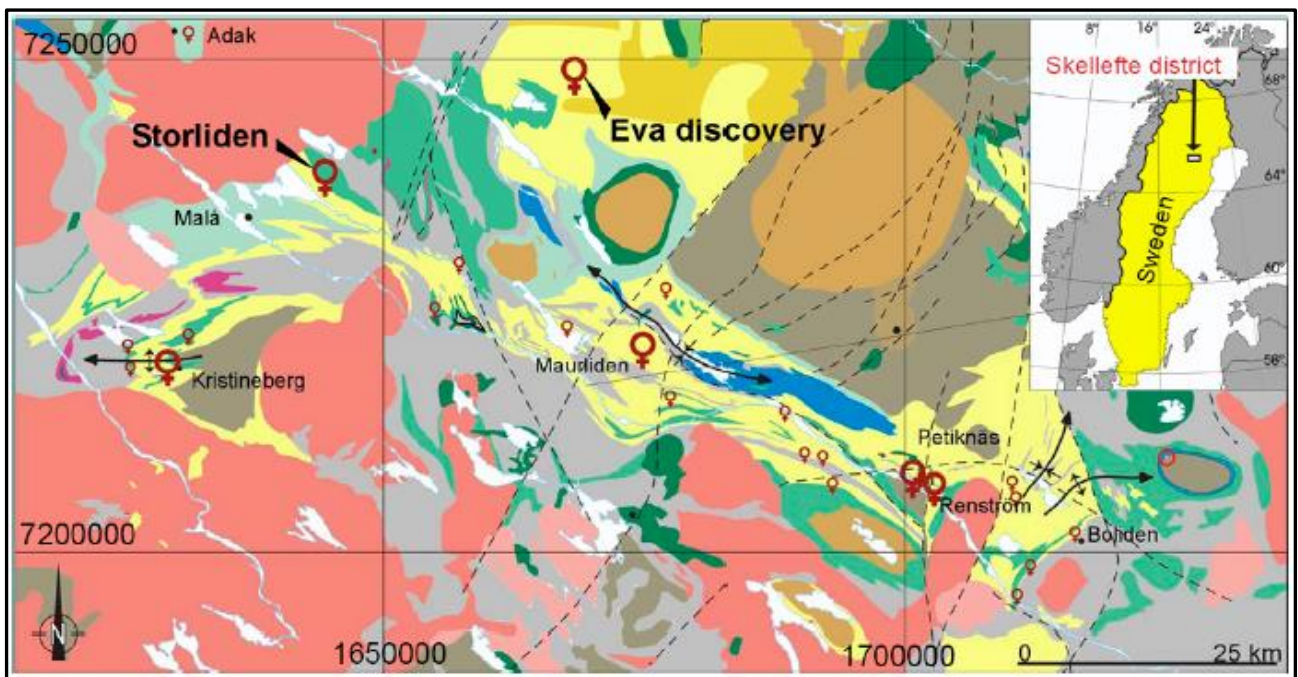 7250000
Adak
8°
16°
24°
Skellefte district
68°
Storliden
Eva discovery
64°
Malå
Sweden
60°
Maurliden
Kristineberg
56°
Petiknäs
Renström
Boliden
7200000
N
1650000
1700000
0
25 km